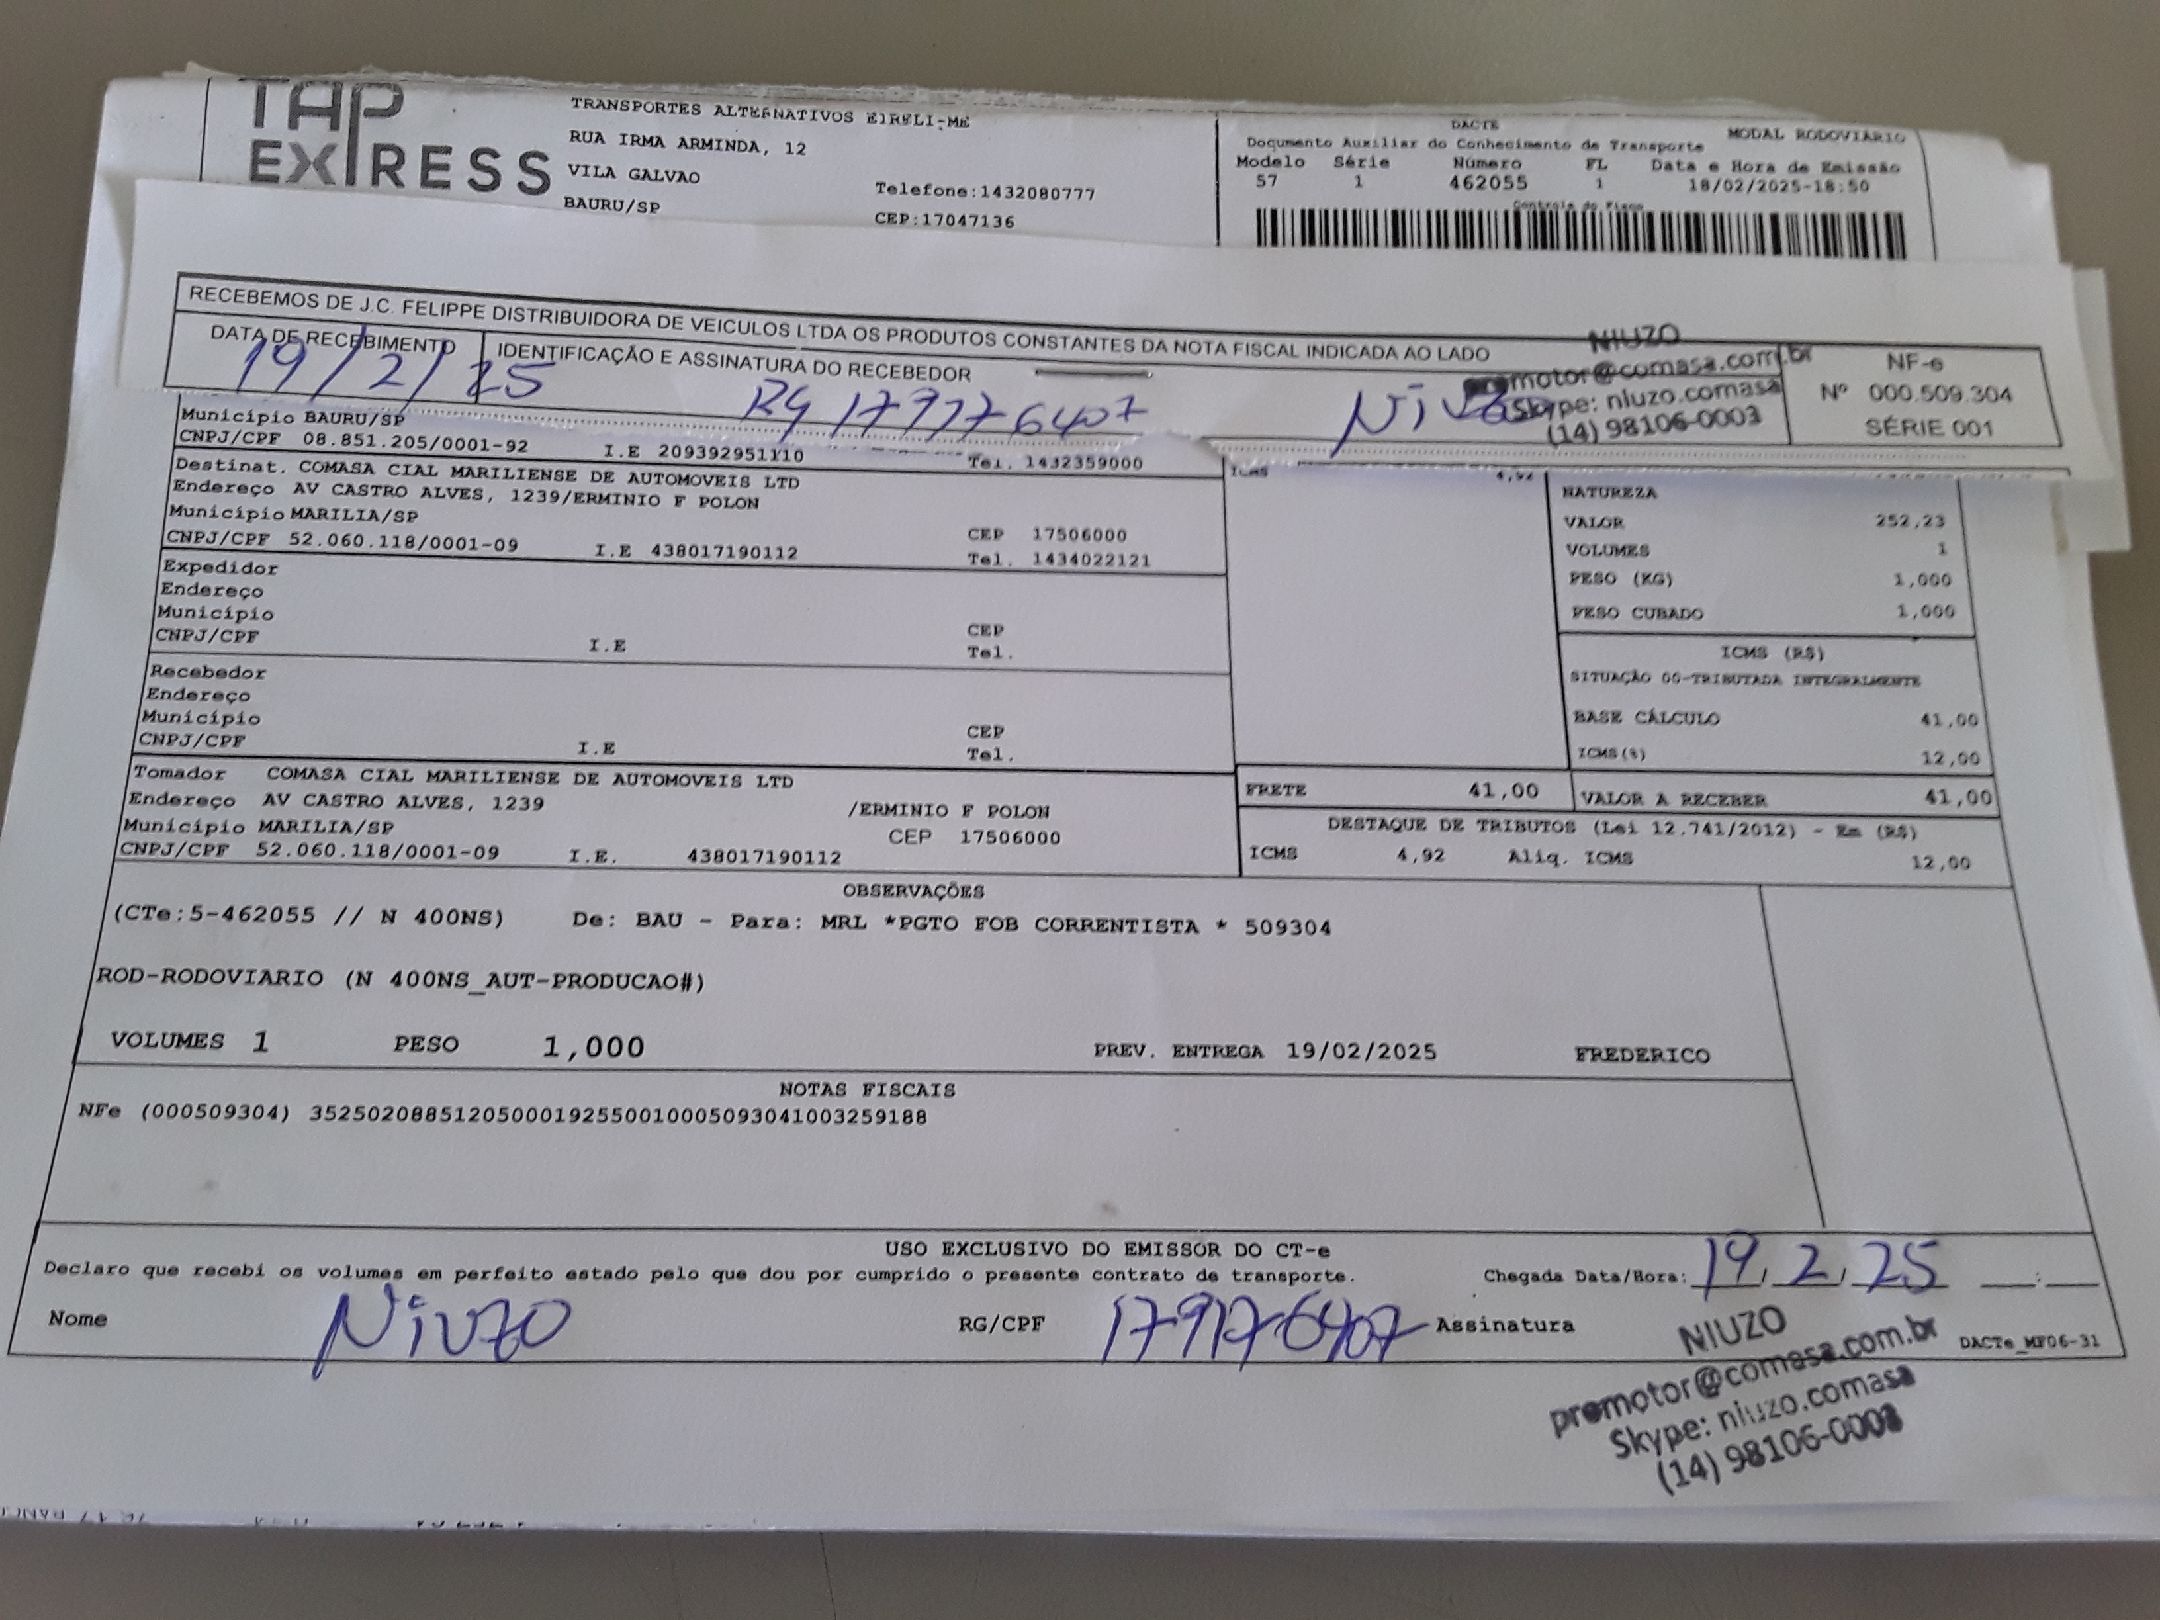 TAP
EXPRESS
TRANSPORTES ALTERNATIVOS EIRELI-ME
RUA IRMA ARMINDA, 12
VILA GALVAO
BAURU/SP
Telefone:1432080777
CEP:17047136
DACTE
MODAL RODOVIÁRIO
Documento Auxiliar do Conhecimento de Transporte
Modelo Série Número FL Data e Hora de Emissão
57 1 462055 1 18/02/2025-18:50
Controle do Fisco
RECEBEMOS DE J.C. FELIPPE DISTRIBUIDORA DE VEICULOS LTDA OS PRODUTOS CONSTANTES DA NOTA FISCAL INDICADA AO LADO
DATA DE RECEBIMENTO
19/2/25
IDENTIFICAÇÃO E ASSINATURA DO RECEBEDOR
RG 179176407
Niuzo
NIUZO
promotor@comasa.com.br
Skype: niuzo.comasa
(14) 98106-0003
NF-e
Nº 000.509.304
SÉRIE 001
Município BAURU/SP
CNPJ/CPF 08.851.205/0001-92 I.E 209392951110 Tel. 1432359000
Destinat. COMASA CIAL MARILIENSE DE AUTOMOVEIS LTD
Endereço AV CASTRO ALVES, 1239/ERMINIO F POLON
Município MARILIA/SP CEP 17506000
CNPJ/CPF 52.060.118/0001-09 I.E 438017190112 Tel. 1434022121
Expedidor
Endereço
Município CEP
CNPJ/CPF I.E Tel.
Recebedor
Endereço
Município CEP
CNPJ/CPF I.E Tel.
Tomador COMASA CIAL MARILIENSE DE AUTOMOVEIS LTD
Endereço AV CASTRO ALVES, 1239 /ERMINIO F POLON
Município MARILIA/SP CEP 17506000
CNPJ/CPF 52.060.118/0001-09 I.E. 438017190112
ICMS 4,92
NATUREZA
VALOR 252,23
VOLUMES 1
PESO (KG) 1,000
PESO CUBADO 1,000
ICMS (R$)
SITUAÇÃO 00-TRIBUTADA INTEGRALMENTE
BASE CÁLCULO 41,00
ICMS(%) 12,00
FRETE 41,00 VALOR A RECEBER 41,00
DESTAQUE DE TRIBUTOS (Lei 12.741/2012) - Em (R$)
ICMS 4,92 Aliq. ICMS 12,00
OBSERVAÇÕES
(CTe:5-462055 // N 400NS) De: BAU - Para: MRL *PGTO FOB CORRENTISTA * 509304
ROD-RODOVIARIO (N 400NS_AUT-PRODUCAO#)
VOLUMES 1 PESO 1,000 PREV. ENTREGA 19/02/2025 FREDERICO
NOTAS FISCAIS
NFe (000509304) 35250208851205000192550010005093041003259188
USO EXCLUSIVO DO EMISSOR DO CT-e
Declaro que recebi os volumes em perfeito estado pelo que dou por cumprido o presente contrato de transporte. Chegada Data/Hora: 19/2/25 __:__
Nome Niuzo RG/CPF 179176407 Assinatura
DACTe_MF06-31
NIUZO
promotor@comasa.com.br
Skype: niuzo.comasa
(14) 98106-0003